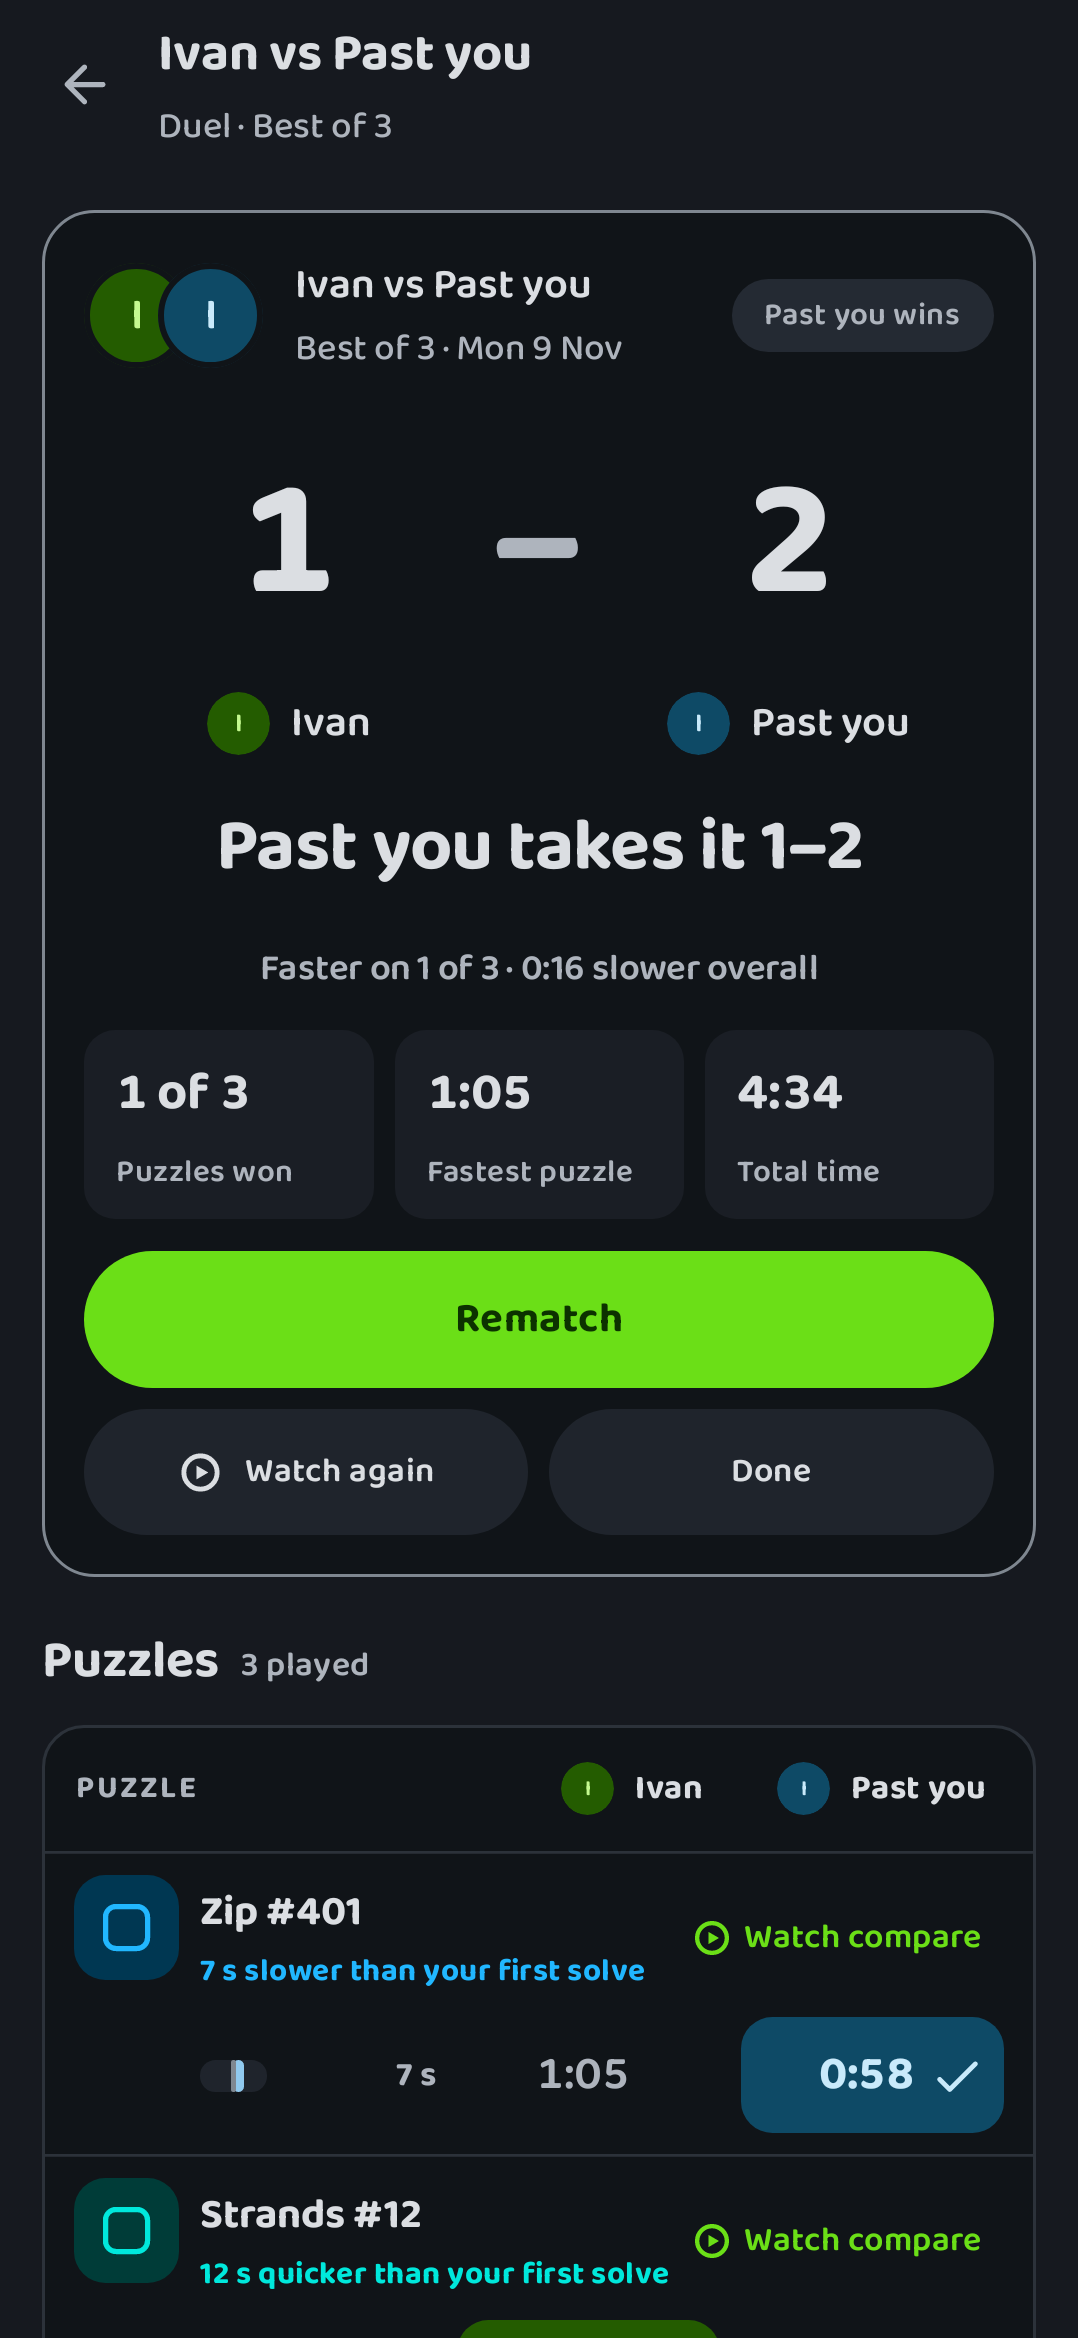 Ivan vs Past you
Duel · Best of 3
I I
Ivan vs Past you
Best of 3 · Mon 9 Nov
Past you wins
1 – 2
I Ivan
I Past you
Past you takes it 1–2
Faster on 1 of 3 · 0:16 slower overall
1 of 3
Puzzles won
1:05
Fastest puzzle
4:34
Total time
Rematch
Watch again
Done
Puzzles 3 played
PUZZLE I Ivan I Past you
Zip #401
7 s slower than your first solve
Watch compare
7 s 1:05 0:58
Strands #12
12 s quicker than your first solve
Watch compare